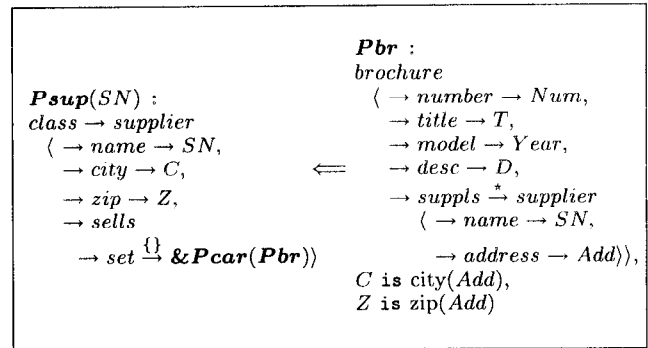 Psup(SN) :
class → supplier
⟨ → name → SN,
→ city → C,
→ zip → Z,
→ sells
→ set {}→ &Pcar(Pbr)⟩
⇐
Pbr :
brochure
⟨ → number → Num,
→ title → T,
→ model → Year,
→ desc → D,
→ suppls *→ supplier
⟨ → name → SN,
→ address → Add⟩⟩,
C is city(Add),
Z is zip(Add)